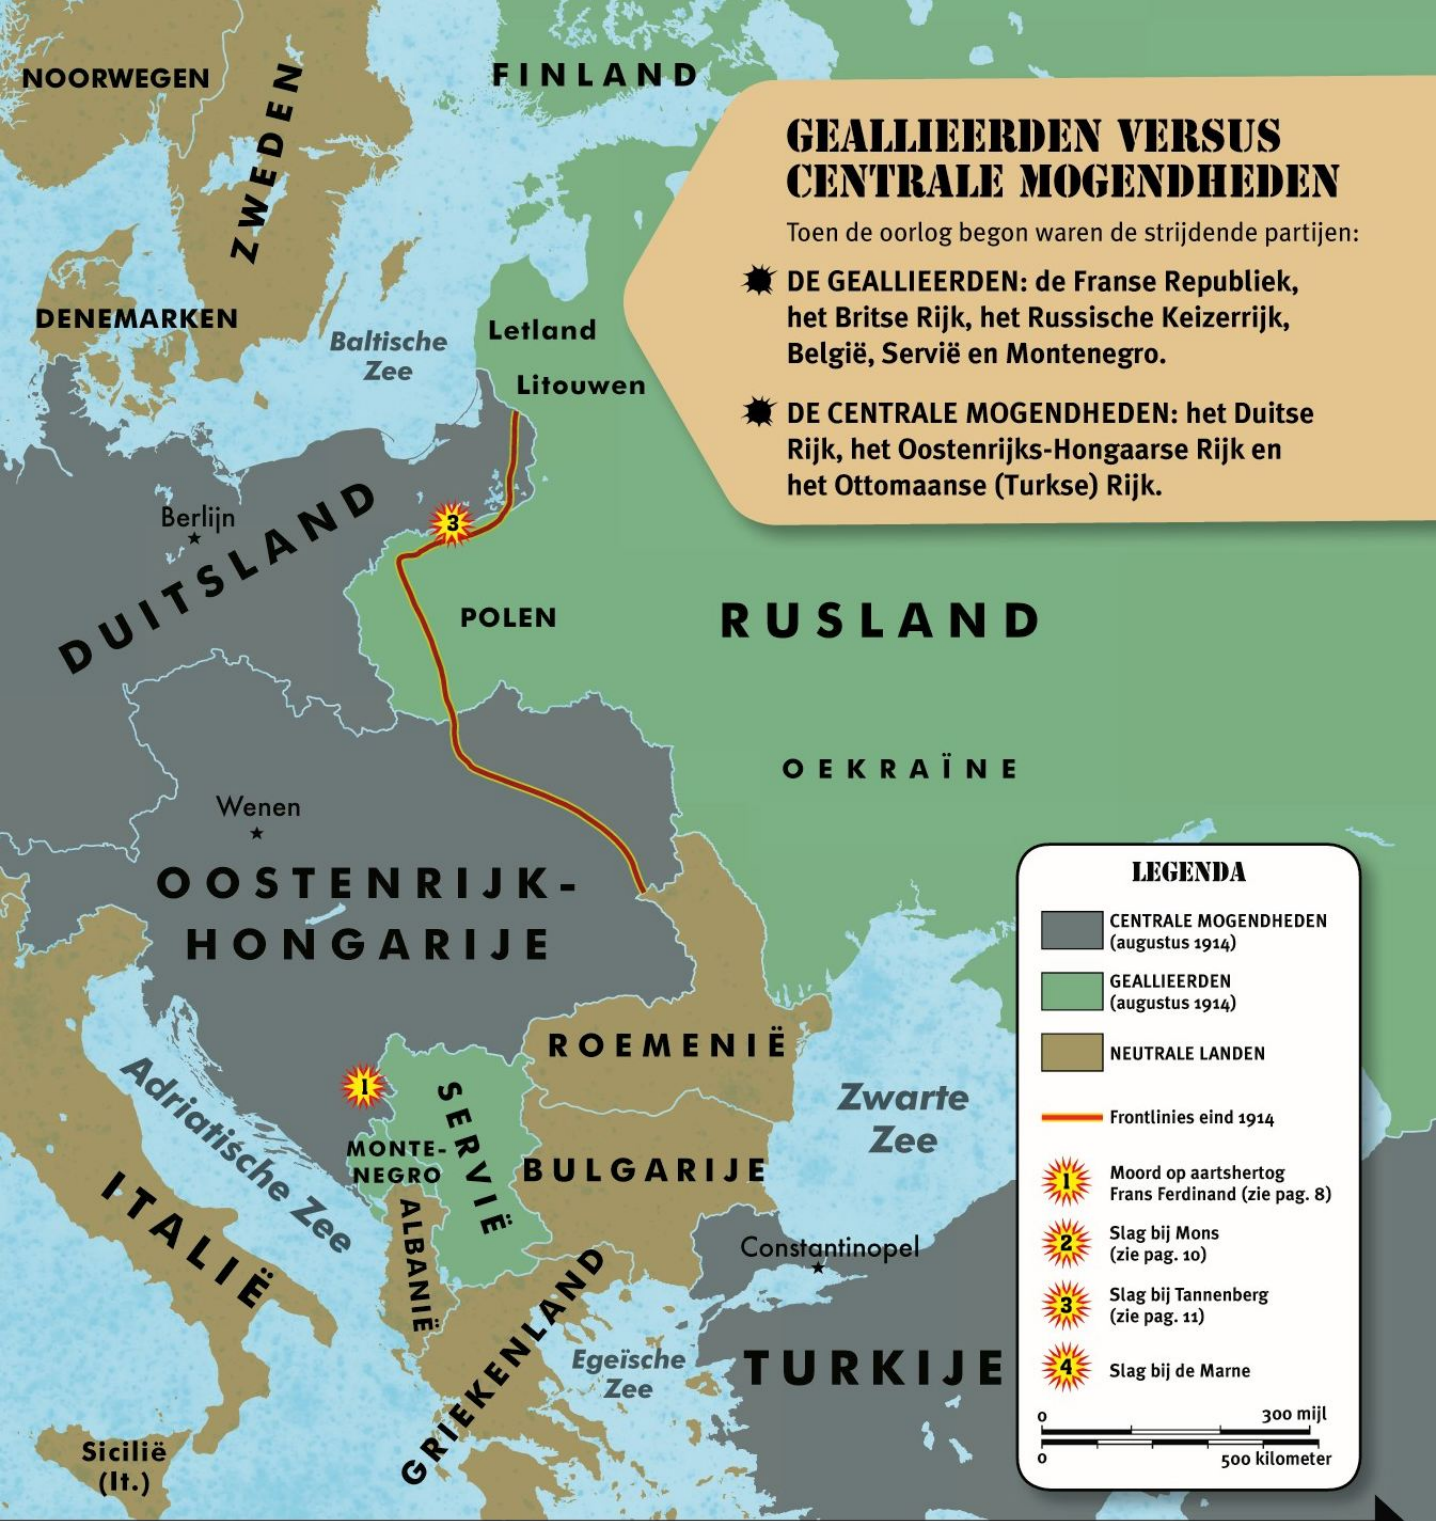 NOORWEGEN
ZWEDEN
FINLAND
GEALLIEERDEN VERSUS
CENTRALE MOGENDHEDEN
Toen de oorlog begon waren de strijdende partijen:
DE GEALLIEERDEN: de Franse Republiek,
het Britse Rijk, het Russische Keizerrijk,
België, Servië en Montenegro.
DE CENTRALE MOGENDHEDEN: het Duitse
Rijk, het Oostenrijks-Hongaarse Rijk en
het Ottomaanse (Turkse) Rijk.
DENEMARKEN
Baltische
Zee
Letland
Litouwen
Berlijn
DUITSLAND
3
POLEN
RUSLAND
OEKRAÏNE
Wenen
OOSTENRIJK-
HONGARIJE
ROEMENIË
1
SERVIË
MONTE-
NEGRO
BULGARIJE
Adriatische Zee
Zwarte
Zee
ITALIË
ALBANIË
Constantinopel
GRIEKENLAND
Egeïsche
Zee
TURKIJE
Sicilië
(It.)
LEGENDA
CENTRALE MOGENDHEDEN
(augustus 1914)
GEALLIEERDEN
(augustus 1914)
NEUTRALE LANDEN
Frontlinies eind 1914
1 Moord op aartshertog
Frans Ferdinand (zie pag. 8)
2 Slag bij Mons
(zie pag. 10)
3 Slag bij Tannenberg
(zie pag. 11)
4 Slag bij de Marne
0 300 mijl
0 500 kilometer